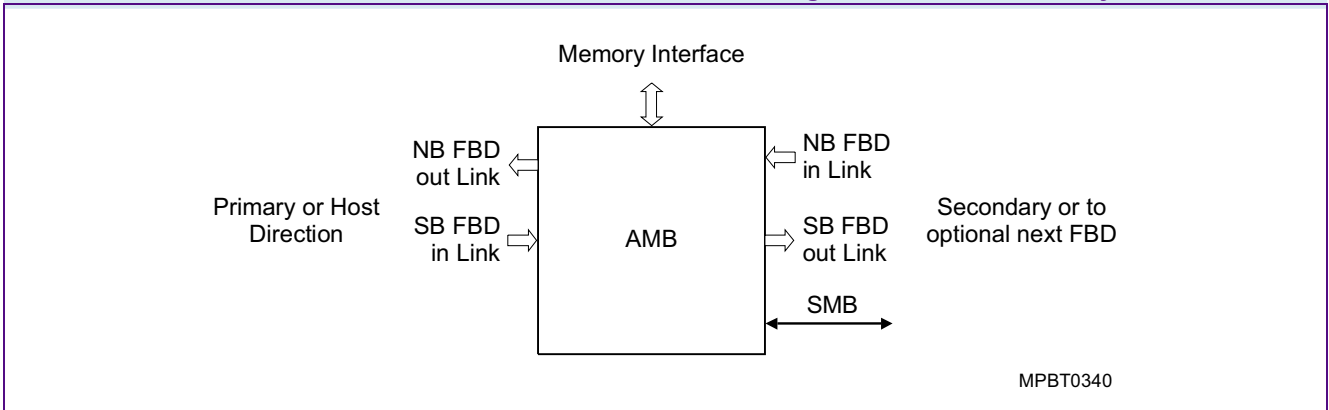 Memory Interface
NB FBD
out Link
NB FBD
in Link
Primary or Host
Direction
SB FBD
in Link
AMB
SB FBD
out Link
Secondary or to
optional next FBD
SMB
MPBT0340